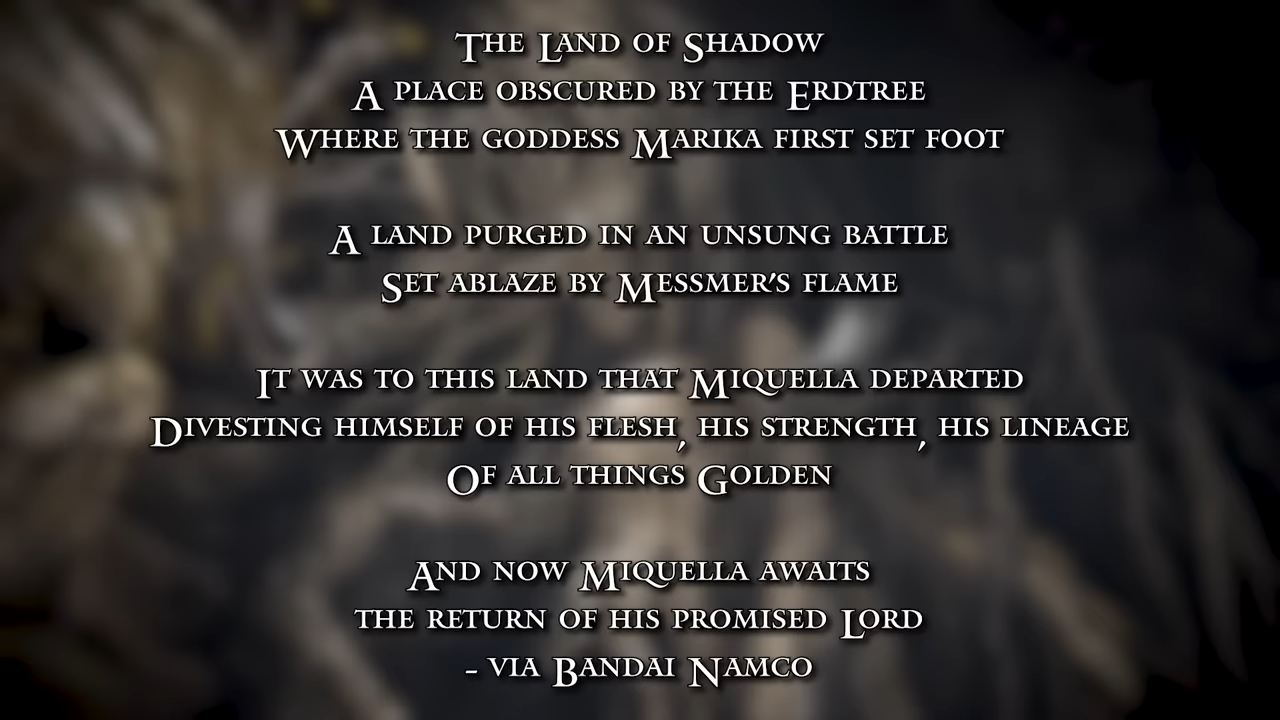 The Land of Shadow
A place obscured by the Erdtree
Where the goddess Marika first set foot
A land purged in an unsung battle
Set ablaze by Messmer's flame
It was to this land that Miquella departed
Divesting himself of his flesh, his strength, his lineage
Of all things Golden
And now Miquella awaits
the return of his promised Lord
- via Bandai Namco